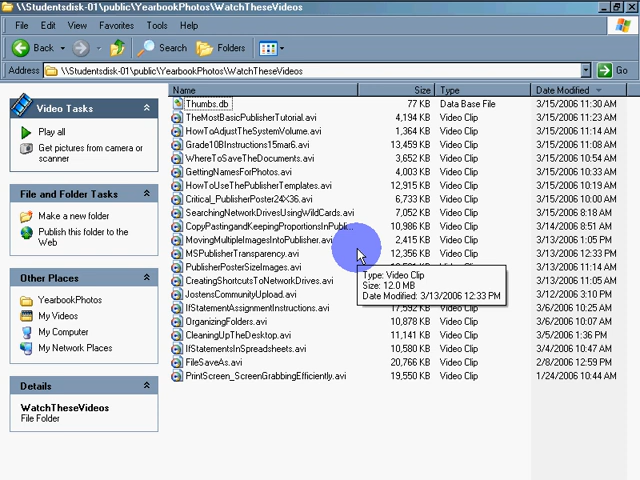 \\Studentsdisk-01\public\YearbookPhotos\WatchTheseVideos
File Edit View Favorites Tools Help
Back Search Folders
Address \\Studentsdisk-01\public\YearbookPhotos\WatchTheseVideos Go
Video Tasks
Play all
Get pictures from camera or
scanner
File and Folder Tasks
Make a new folder
Publish this folder to the
Web
Other Places
YearbookPhotos
My Videos
My Computer
My Network Places
Details
WatchTheseVideos
File Folder
Name Size Type Date Modified
Thumbs.db 77 KB Data Base File 3/15/2006 11:30 AM
TheMostBasicPublisherTutorial.avi 4,194 KB Video Clip 3/15/2006 11:23 AM
HowToAdjustTheSystemVolume.avi 1,364 KB Video Clip 3/15/2006 11:14 AM
Grade10BInstructions15mar6.avi 13,459 KB Video Clip 3/15/2006 11:08 AM
WhereToSaveTheDocuments.avi 3,652 KB Video Clip 3/15/2006 10:54 AM
GettingNamesForPhotos.avi 4,003 KB Video Clip 3/15/2006 10:33 AM
HowToUseThePublisherTemplates.avi 12,915 KB Video Clip 3/15/2006 10:19 AM
Critical_PublisherPoster24X36.avi 6,733 KB Video Clip 3/15/2006 10:00 AM
SearchingNetworkDrivesUsingWildCards.avi 7,052 KB Video Clip 3/15/2006 8:18 AM
CopyPastingandKeepingProportionsInPubli... 10,986 KB Video Clip 3/14/2006 8:51 AM
MovingMultipleImagesIntoPublisher.avi 2,415 KB Video Clip 3/13/2006 1:05 PM
MSPublisherTransparency.avi 12,356 KB Video Clip 3/13/2006 12:33 PM
PublisherPosterSizeImages.avi Video Clip 3/13/2006 11:14 AM
CreatingShortcutsToNetworkDrives.avi 3/13/2006 11:05 AM
JostensCommunityUpload.avi 3/12/2006 3:10 PM
IfStatementAssignmentInstructions.avi Video Clip 3/6/2006 10:25 AM
OrganizingFolders.avi 10,878 KB Video Clip 3/6/2006 10:07 AM
CleaningUpTheDesktop.avi 11,141 KB Video Clip 3/5/2006 1:36 PM
IfStatementsInSpreadsheets.avi 10,580 KB Video Clip 3/4/2006 10:47 AM
FileSaveAs.avi 20,766 KB Video Clip 2/8/2006 12:59 PM
PrintScreen_ScreenGrabbingEfficiently.avi 19,550 KB Video Clip 1/24/2006 10:44 AM
Type: Video Clip
Size: 12.0 MB
Date Modified: 3/13/2006 12:33 PM